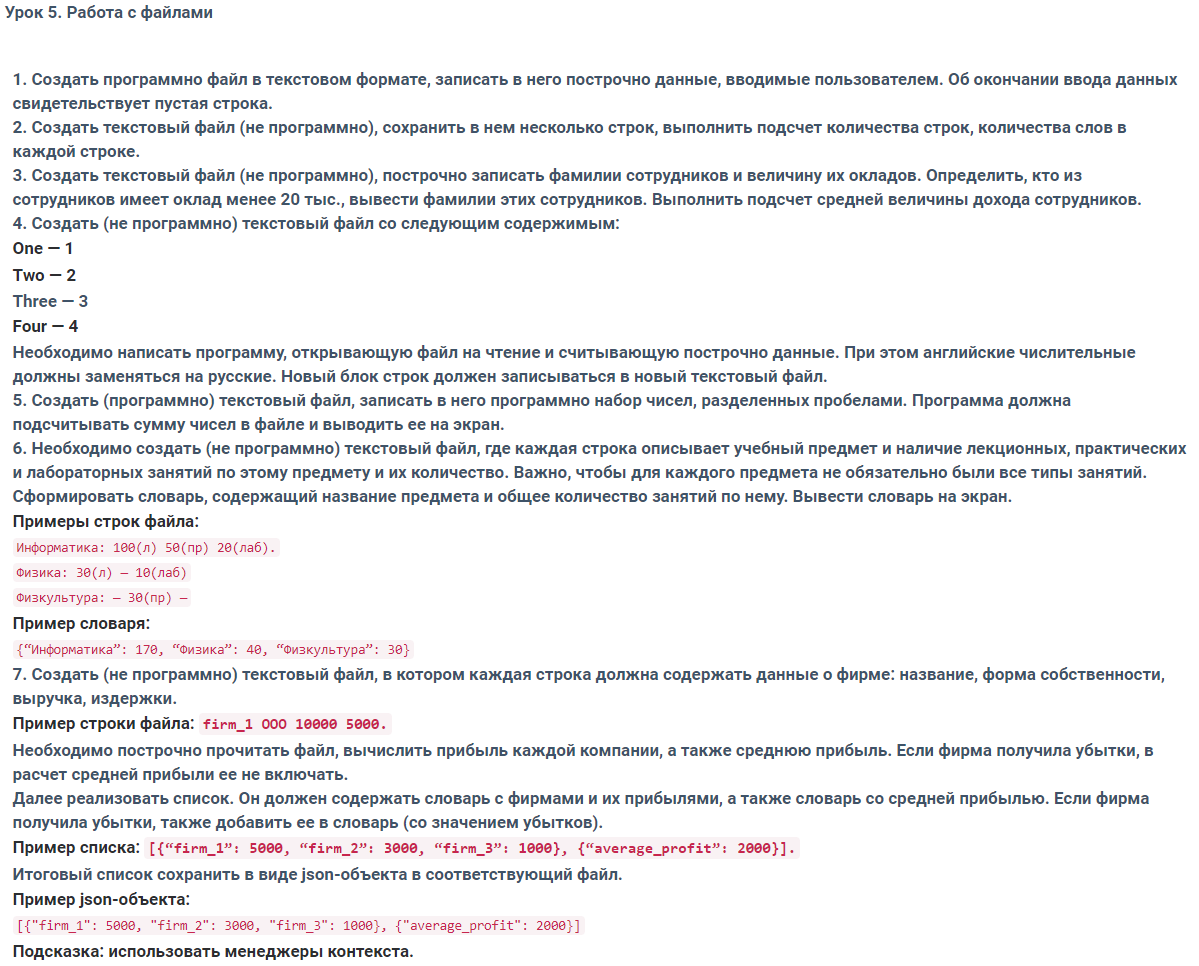 Урок 5. Работа с файлами
1. Создать программно файл в текстовом формате, записать в него построчно данные, вводимые пользователем. Об окончании ввода данных
свидетельствует пустая строка.
2. Создать текстовый файл (не программно), сохранить в нем несколько строк, выполнить подсчет количества строк, количества слов в
каждой строке.
3. Создать текстовый файл (не программно), построчно записать фамилии сотрудников и величину их окладов. Определить, кто из
сотрудников имеет оклад менее 20 тыс., вывести фамилии этих сотрудников. Выполнить подсчет средней величины дохода сотрудников.
4. Создать (не программно) текстовый файл со следующим содержимым:
One — 1
Two — 2
Three — 3
Four — 4
Необходимо написать программу, открывающую файл на чтение и считывающую построчно данные. При этом английские числительные
должны заменяться на русские. Новый блок строк должен записываться в новый текстовый файл.
5. Создать (программно) текстовый файл, записать в него программно набор чисел, разделенных пробелами. Программа должна
подсчитывать сумму чисел в файле и выводить ее на экран.
6. Необходимо создать (не программно) текстовый файл, где каждая строка описывает учебный предмет и наличие лекционных, практических
и лабораторных занятий по этому предмету и их количество. Важно, чтобы для каждого предмета не обязательно были все типы занятий.
Сформировать словарь, содержащий название предмета и общее количество занятий по нему. Вывести словарь на экран.
Примеры строк файла:
Информатика: 100(л) 50(пр) 20(лаб).
Физика: 30(л) — 10(лаб)
Физкультура: — 30(пр) —
Пример словаря:
{“Информатика”: 170, “Физика”: 40, “Физкультура”: 30}
7. Создать (не программно) текстовый файл, в котором каждая строка должна содержать данные о фирме: название, форма собственности,
выручка, издержки.
Пример строки файла: firm_1 ООО 10000 5000.
Необходимо построчно прочитать файл, вычислить прибыль каждой компании, а также среднюю прибыль. Если фирма получила убытки, в
расчет средней прибыли ее не включать.
Далее реализовать список. Он должен содержать словарь с фирмами и их прибылями, а также словарь со средней прибылью. Если фирма
получила убытки, также добавить ее в словарь (со значением убытков).
Пример списка: [{“firm_1”: 5000, “firm_2”: 3000, “firm_3”: 1000}, {“average_profit”: 2000}].
Итоговый список сохранить в виде json-объекта в соответствующий файл.
Пример json-объекта:
[{"firm_1": 5000, "firm_2": 3000, "firm_3": 1000}, {"average_profit": 2000}]
Подсказка: использовать менеджеры контекста.